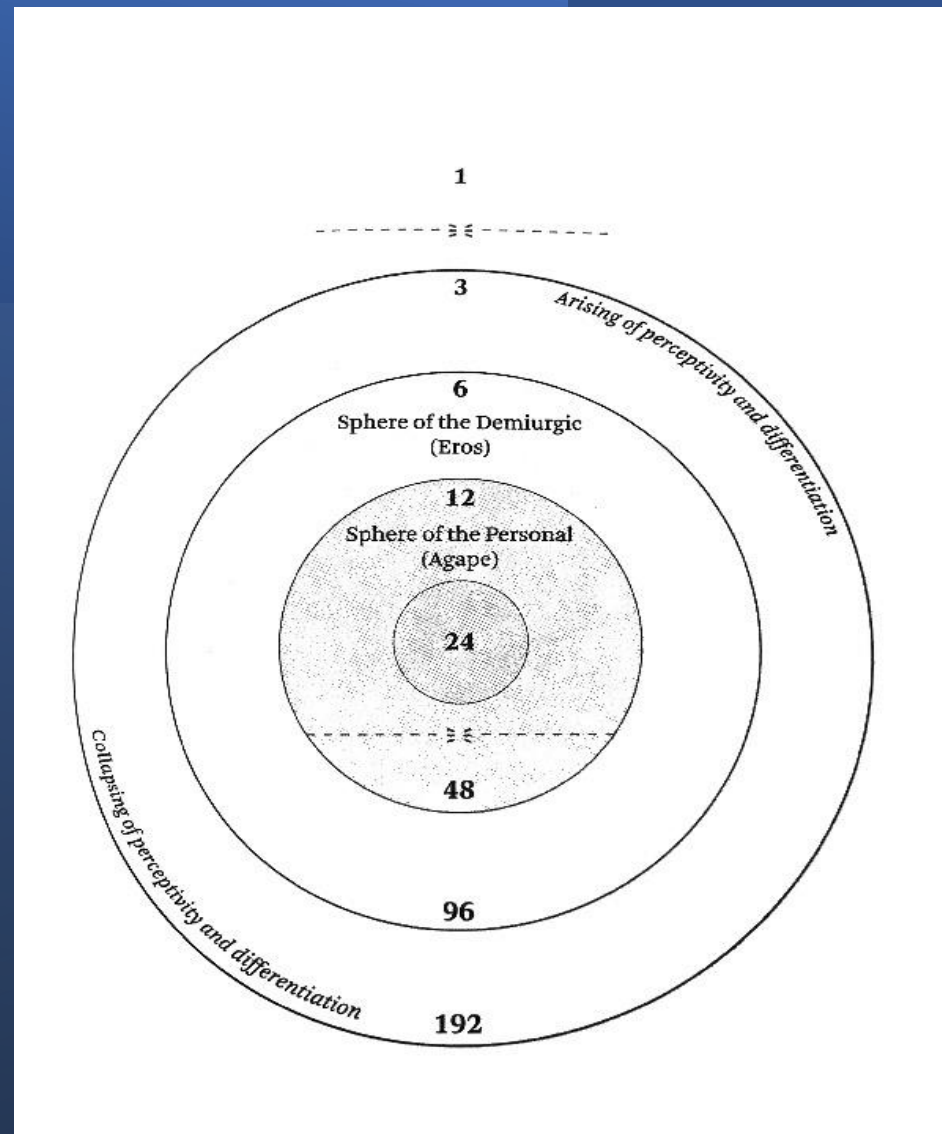 1
3
Arising of perceptivity and differentiation
6
Sphere of the Demiurgic
(Eros)
12
Sphere of the Personal
(Agape)
24
48
Collapsing of perceptivity and differentiation
96
192